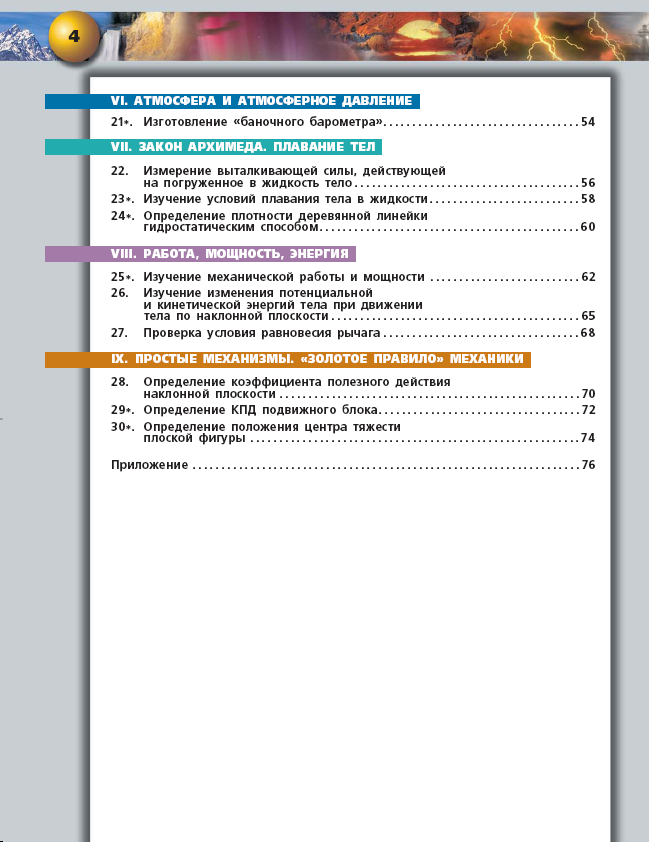 4
VI. АТМОСФЕРА И АТМОСФЕРНОЕ ДАВЛЕНИЕ
21*. Изготовление «баночного барометра»..................................54
VII. ЗАКОН АРХИМЕДА. ПЛАВАНИЕ ТЕЛ
22. Измерение выталкивающей силы, действующей
на погруженное в жидкость тело.......................................56
23*. Изучение условий плавания тела в жидкости..........................58
24*. Определение плотности деревянной линейки
гидростатическим способом.............................................60
VIII. РАБОТА, МОЩНОСТЬ, ЭНЕРГИЯ
25*. Изучение механической работы и мощности ..........................62
26. Изучение изменения потенциальной
и кинетической энергий тела при движении
тела по наклонной плоскости...........................................65
27. Проверка условия равновесия рычага..................................68
IX. ПРОСТЫЕ МЕХАНИЗМЫ. «ЗОЛОТОЕ ПРАВИЛО» МЕХАНИКИ
28. Определение коэффициента полезного действия
наклонной плоскости....................................................70
29*. Определение КПД подвижного блока...................................72
30*. Определение положения центра тяжести
плоской фигуры .........................................................74
Приложение ...................................................................76